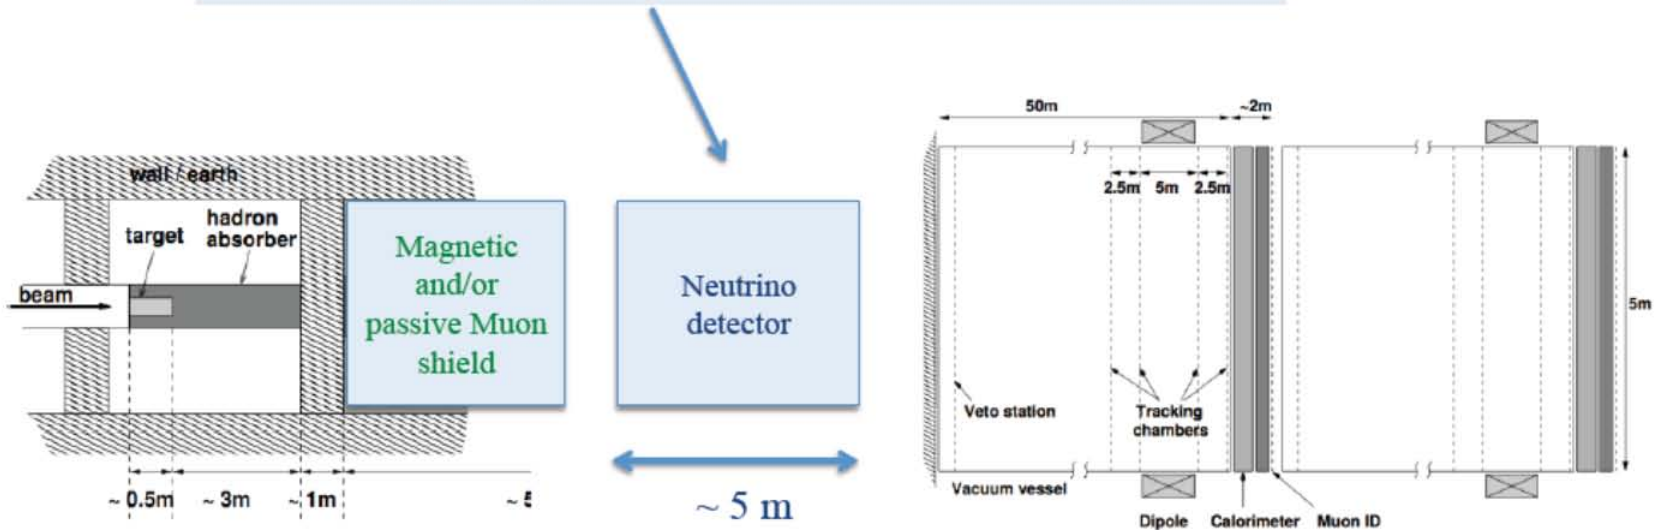 wall / earth
target
hadron
absorber
beam
~ 0.5m
~ 3m
~ 1m
Magnetic
and/or
passive Muon
shield
Neutrino
detector
~ 5 m
50m
~2m
2.5m
5m
2.5m
5m
Veto station
Tracking
chambers
Vacuum vessel
Dipole
Calorimeter
Muon ID